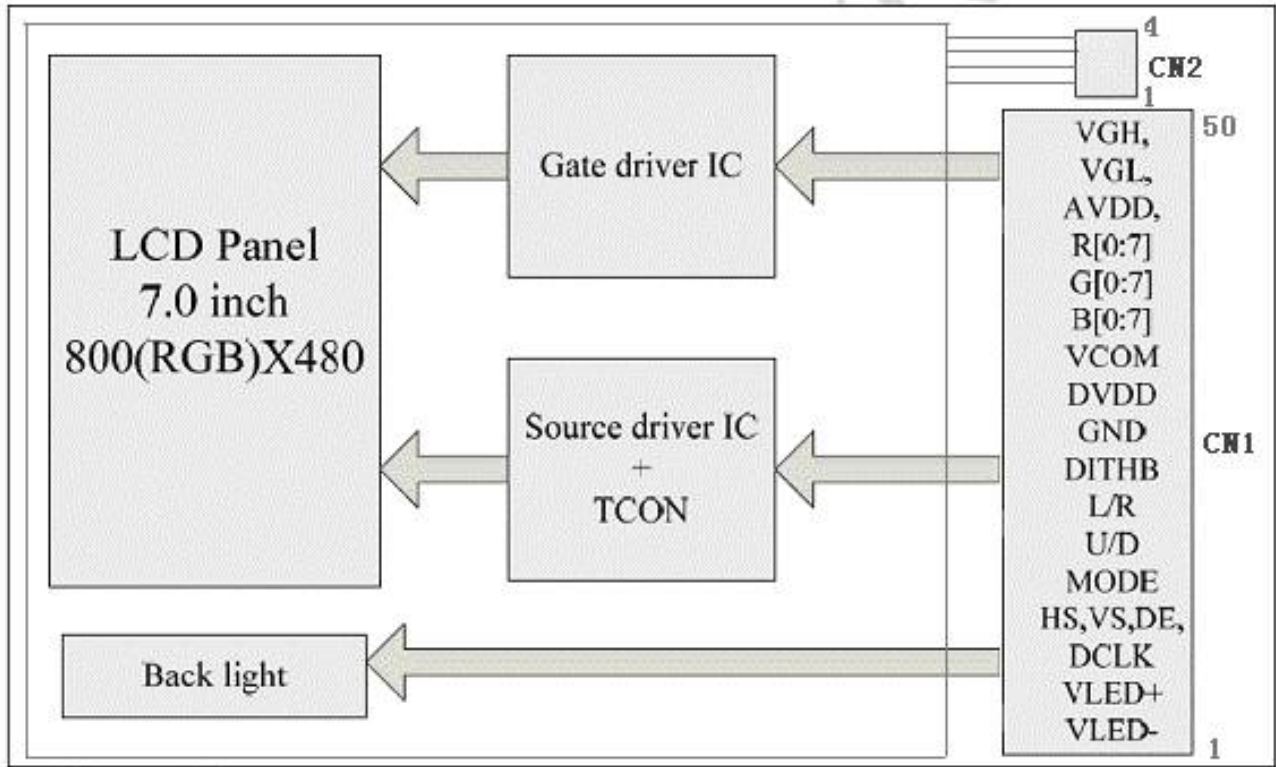 LCD Panel
7.0 inch
800(RGB)X480
Gate driver IC
Source driver IC
+
TCON
Back light
4
CN2
1
50
VGH,
VGL,
AVDD,
R[0:7]
G[0:7]
B[0:7]
VCOM
DVDD
GND
CN1
DITHB
L/R
U/D
MODE
HS,VS,DE,
DCLK
VLED+
VLED-
1